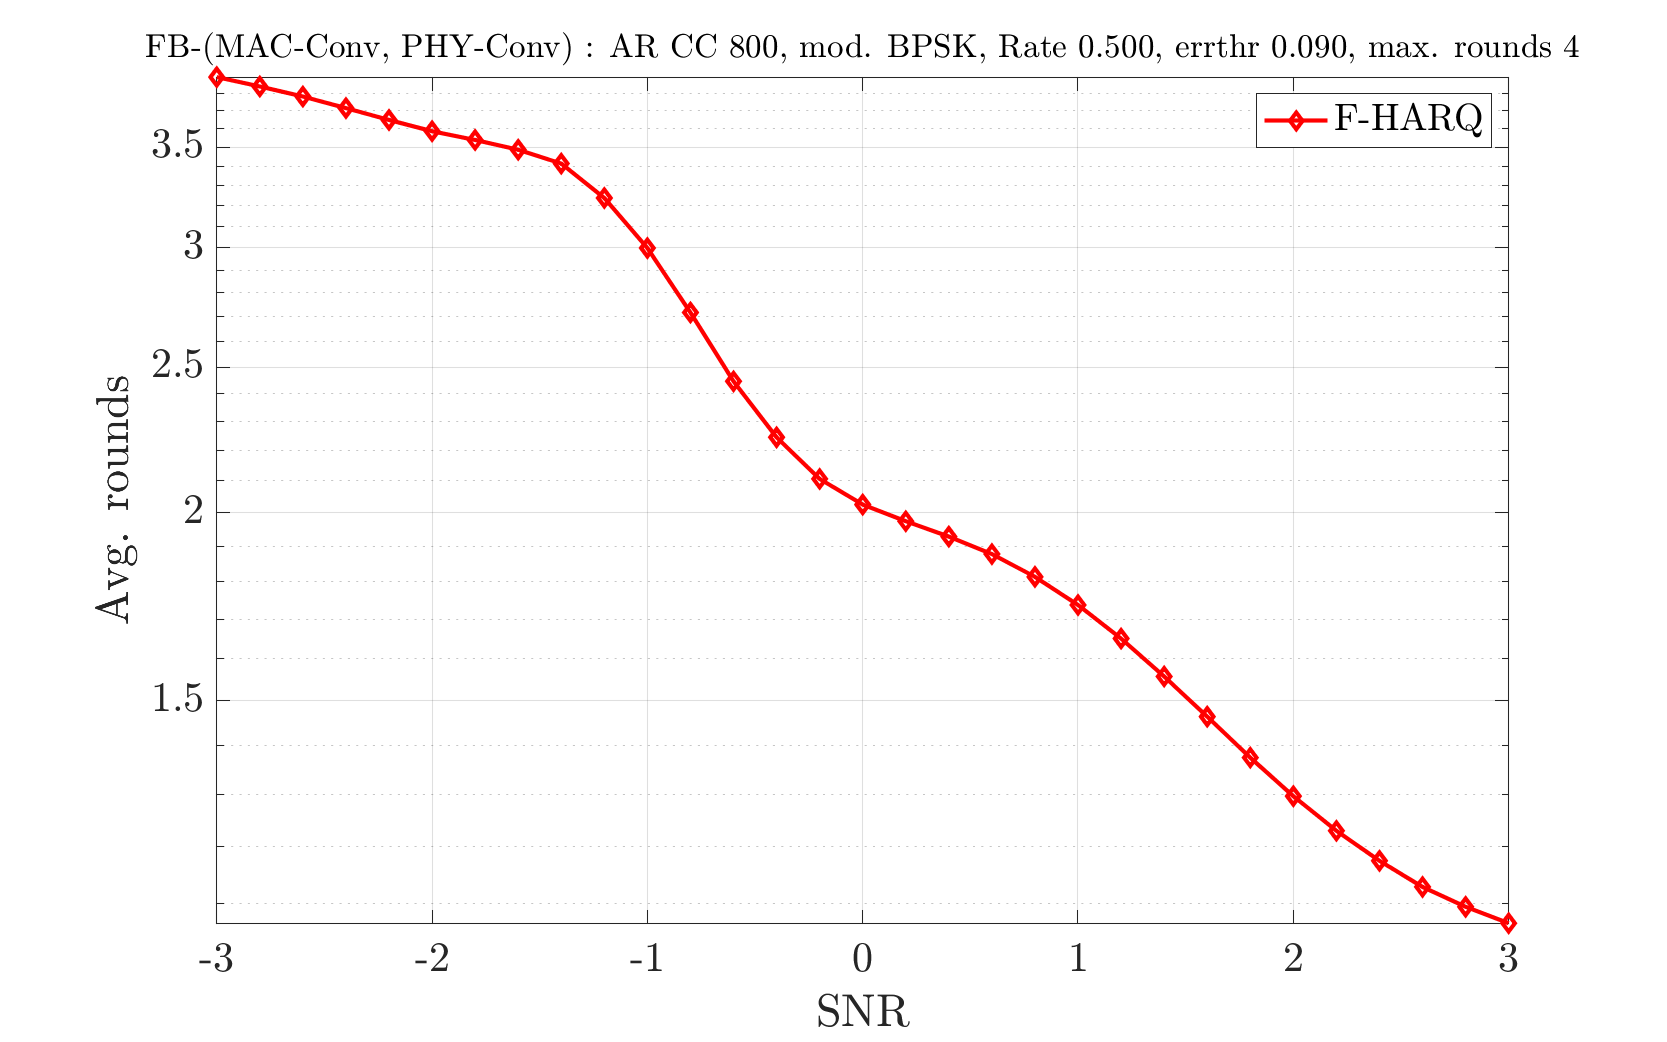 FB-(MAC-Conv, PHY-Conv) : AR CC 800, mod. BPSK, Rate 0.500, errthr 0.090, max. rounds 4
F-HARQ
3.5
3
2.5
2
1.5
Avg. rounds
-3 -2 -1 0 1 2 3
SNR